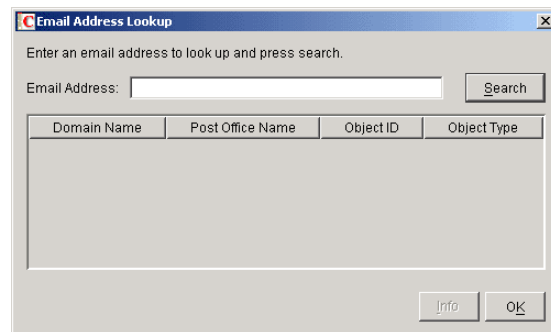 Email Address Lookup
Enter an email address to look up and press search.
Email Address: Search
Domain Name Post Office Name Object ID Object Type
Info OK